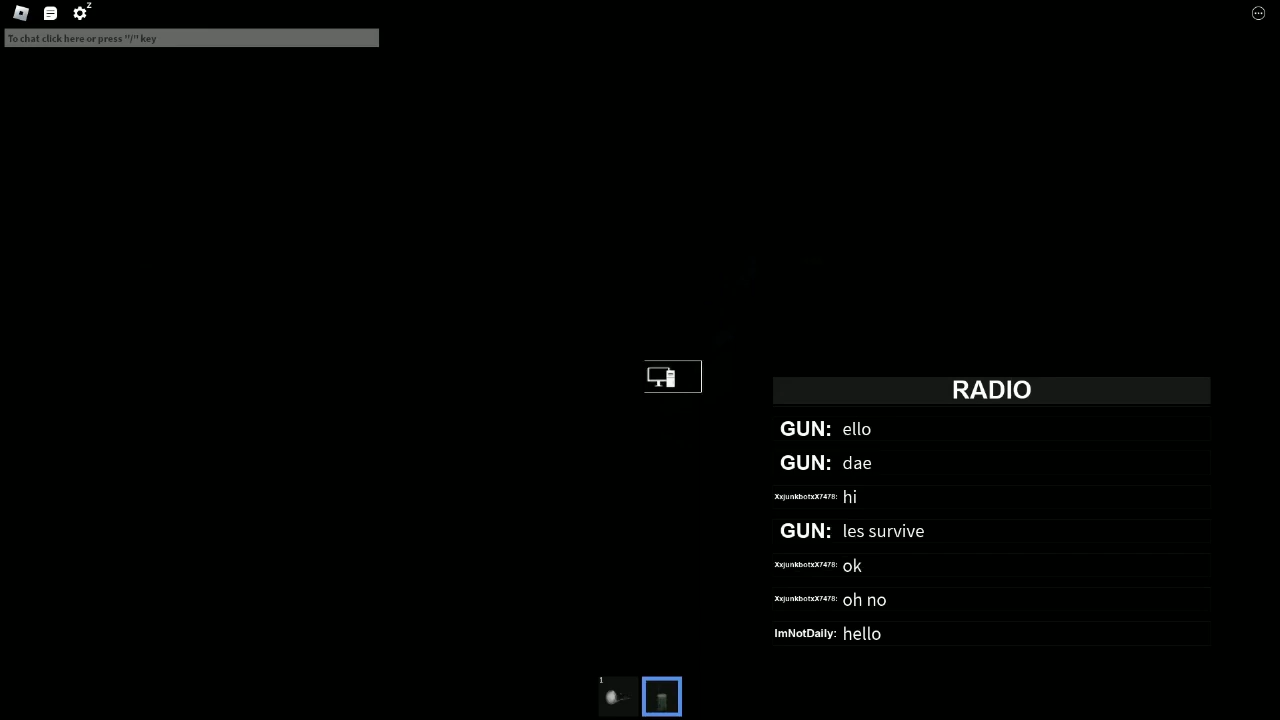 z
To chat click here or press "/" key
RADIO
GUN: ello
GUN: dae
XxjunkbotxX7478: hi
GUN: les survive
XxjunkbotxX7478: ok
XxjunkbotxX7478: oh no
ImNotDaily: hello
1